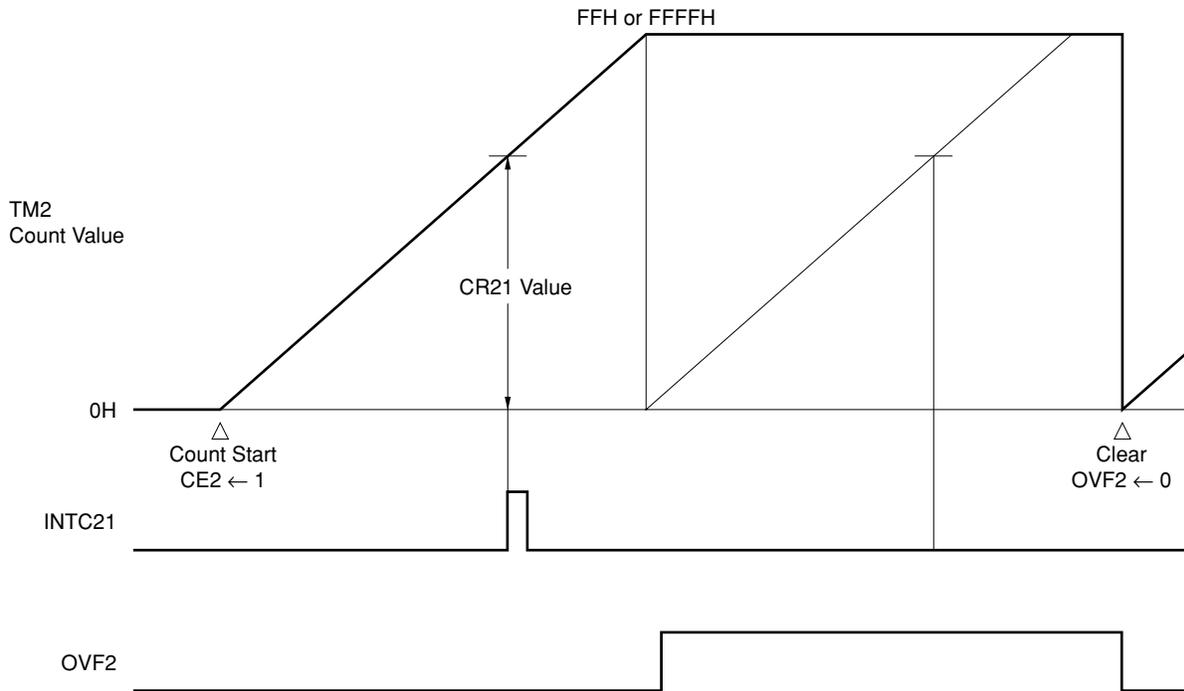 FFH or FFFFH
TM2
Count Value
CR21 Value
0H
Count Start
CE2 ← 1
Clear
OVF2 ← 0
INTC21
OVF2